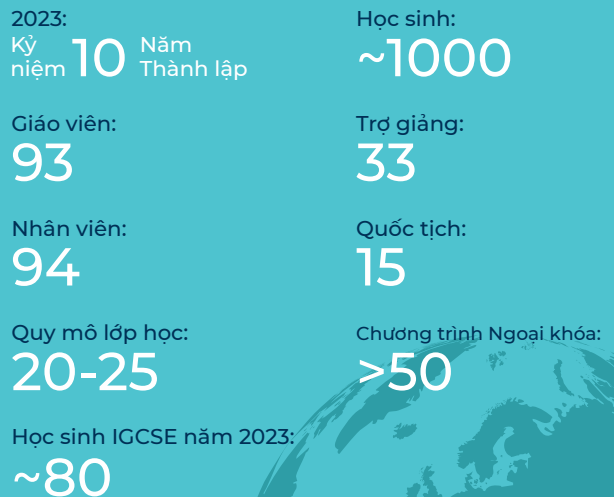 2023:
Kỷ niệm 10 Năm Thành lập
Học sinh:
~1000
Giáo viên:
93
Trợ giảng:
33
Nhân viên:
94
Quốc tịch:
15
Quy mô lớp học:
20-25
Chương trình Ngoại khóa:
>50
Học sinh IGCSE năm 2023:
~80